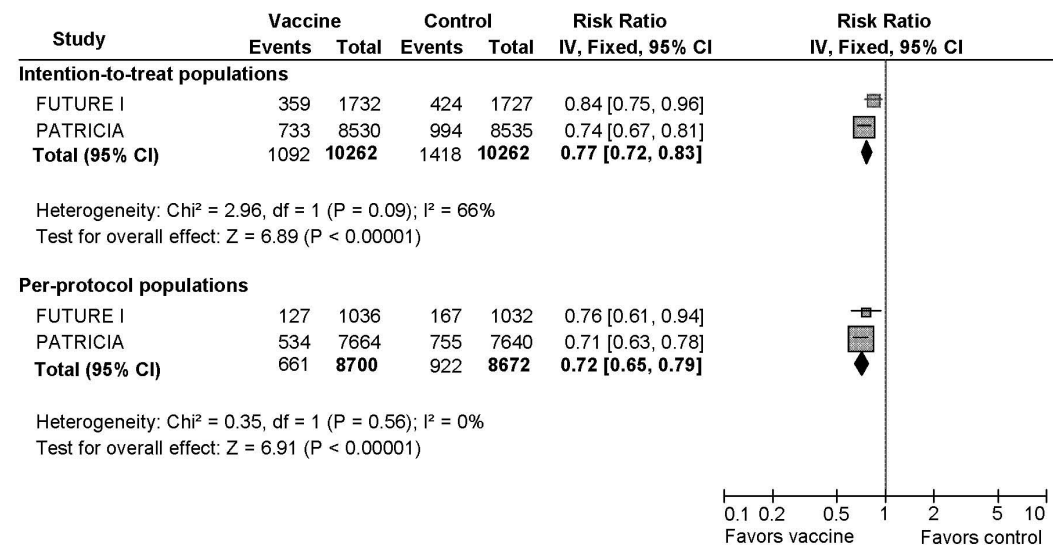 Study Vaccine Control Risk Ratio Risk Ratio
Events Total Events Total IV, Fixed, 95% CI IV, Fixed, 95% CI
Intention-to-treat populations
FUTURE I 359 1732 424 1727 0.84 [0.75, 0.96]
PATRICIA 733 8530 994 8535 0.74 [0.67, 0.81]
Total (95% CI) 1092 10262 1418 10262 0.77 [0.72, 0.83]
Heterogeneity: Chi² = 2.96, df = 1 (P = 0.09); I² = 66%
Test for overall effect: Z = 6.89 (P < 0.00001)
Per-protocol populations
FUTURE I 127 1036 167 1032 0.76 [0.61, 0.94]
PATRICIA 534 7664 755 7640 0.71 [0.63, 0.78]
Total (95% CI) 661 8700 922 8672 0.72 [0.65, 0.79]
Heterogeneity: Chi² = 0.35, df = 1 (P = 0.56); I² = 0%
Test for overall effect: Z = 6.91 (P < 0.00001)
0.1 0.2 0.5 1 2 5 10
Favors vaccine Favors control